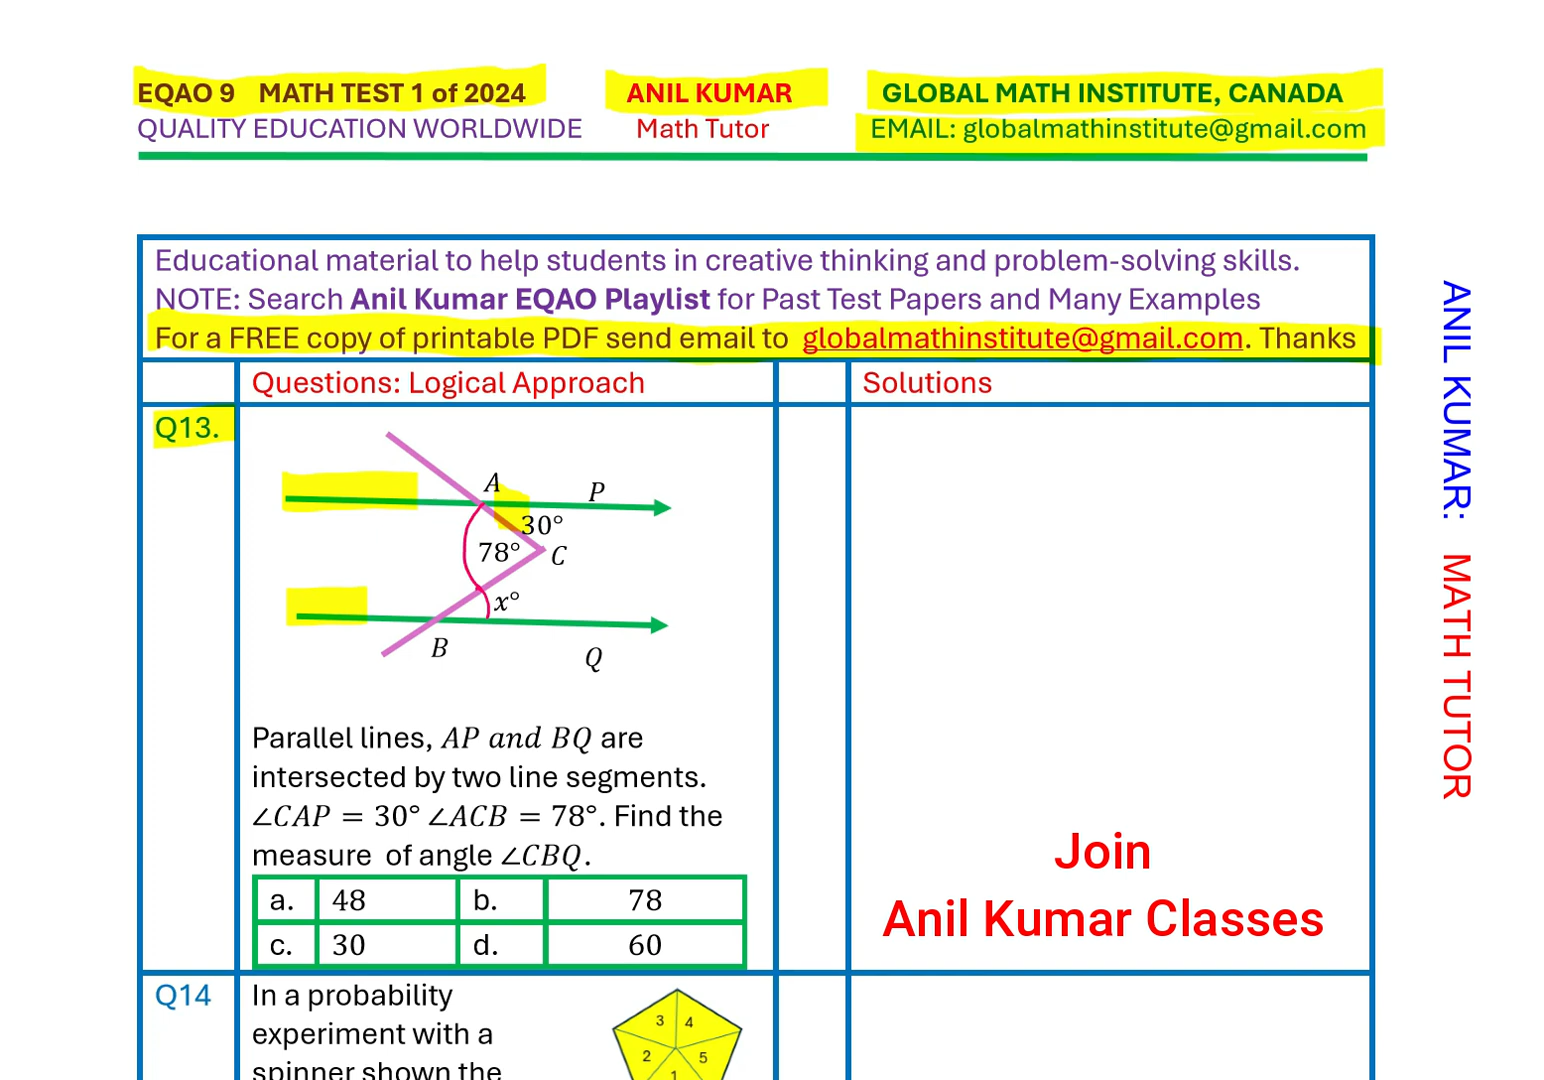 EQAO 9 MATH TEST 1 of 2024 ANIL KUMAR GLOBAL MATH INSTITUTE, CANADA
QUALITY EDUCATION WORLDWIDE Math Tutor EMAIL: globalmathinstitute@gmail.com
Educational material to help students in creative thinking and problem-solving skills.
NOTE: Search Anil Kumar EQAO Playlist for Past Test Papers and Many Examples
For a FREE copy of printable PDF send email to globalmathinstitute@gmail.com. Thanks
Questions: Logical Approach Solutions
Q13.
A P
30°
78° C
x°
B Q
Parallel lines, AP and BQ are
intersected by two line segments.
∠CAP = 30° ∠ACB = 78°. Find the
measure of angle ∠CBQ.
a. 48 b. 78
c. 30 d. 60
Join
Anil Kumar Classes
Q14 In a probability
experiment with a
spinner shown the
3 4
2 5
1
ANIL KUMAR: MATH TUTOR